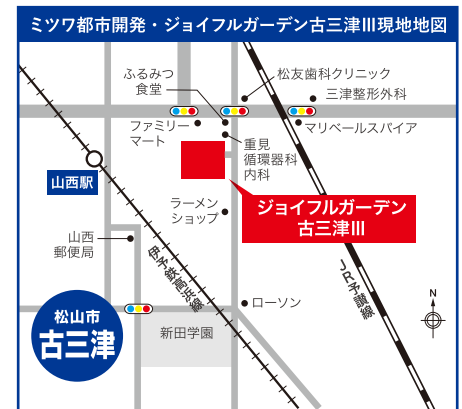 ミツワ都市開発・ジョイフルガーデン古三津Ⅲ現地地図
ふるみつ
食堂
松友歯科クリニック
三津整形外科
ファミリー
マート
マリベールスパイア
重見
循環器科
内科
山西駅
ラーメン
ショップ
ジョイフルガーデン
古三津Ⅲ
山西
郵便局
伊予鉄高浜線
JR予讃線
ローソン
N
松山市
古三津
新田学園